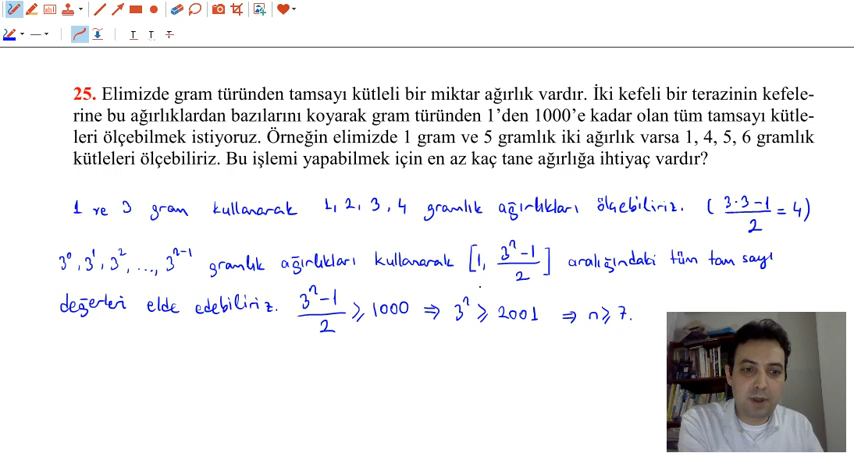 25. Elimizde gram türünden tamsayı kütleli bir miktar ağırlık vardır. İki kefeli bir terazinin kefele-
rine bu ağırlıklardan bazılarını koyarak gram türünden 1'den 1000'e kadar olan tüm tamsayı kütle-
leri ölçebilmek istiyoruz. Örneğin elimizde 1 gram ve 5 gramlık iki ağırlık varsa 1, 4, 5, 6 gramlık
kütleleri ölçebiliriz. Bu işlemi yapabilmek için en az kaç tane ağırlığa ihtiyaç vardır?
1 ve 3 gram kullanarak 1, 2, 3, 4 gramlık ağırlıkları ölçebiliriz. ( (3·3-1)/2 = 4 )
3⁰, 3¹, 3², ..., 3ⁿ⁻¹ gramlık ağırlıkları kullanarak [1, (3ⁿ-1)/2] aralığındaki tüm tam sayı
değerleri elde edebiliriz. (3ⁿ-1)/2 ≥ 1000 ⇒ 3ⁿ ≥ 2001 ⇒ n ≥ 7.